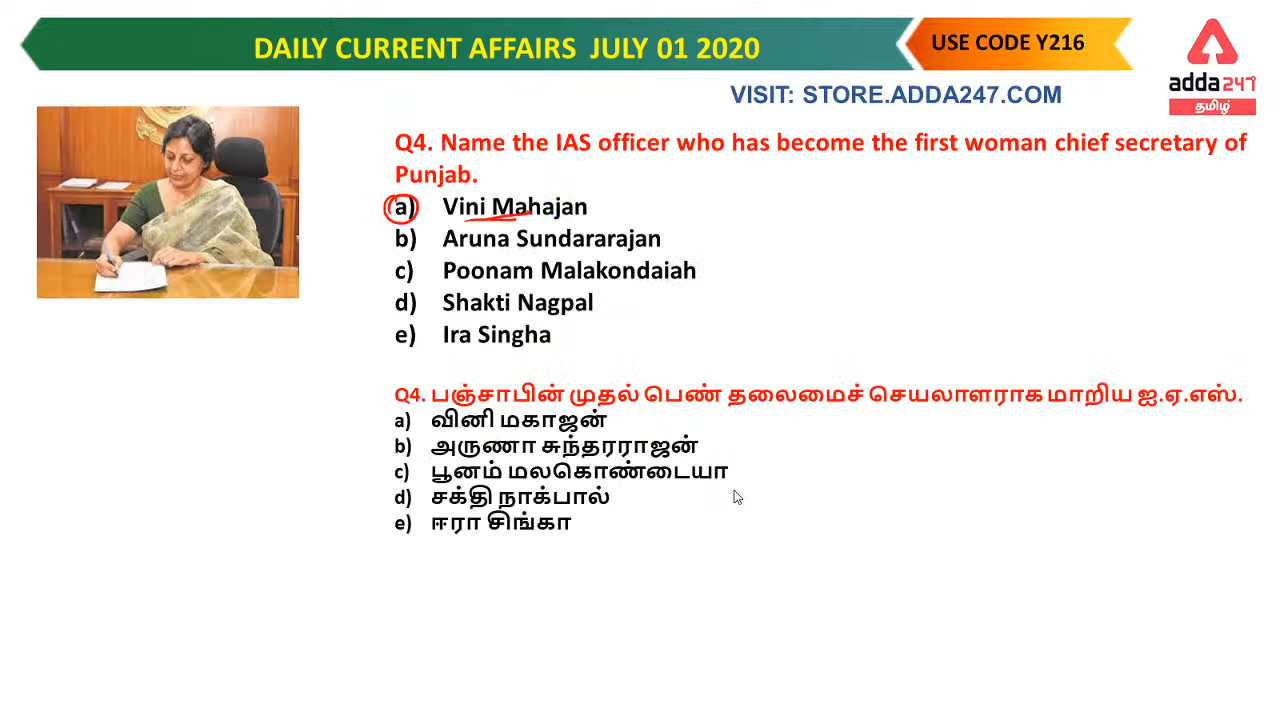 DAILY CURRENT AFFAIRS JULY 01 2020
USE CODE Y216
adda247
தமிழ்
VISIT: STORE.ADDA247.COM
Q4. Name the IAS officer who has become the first woman chief secretary of
Punjab.
a) Vini Mahajan
b) Aruna Sundararajan
c) Poonam Malakondaiah
d) Shakti Nagpal
e) Ira Singha
Q4. பஞ்சாபின் முதல் பெண் தலைமைச் செயலாளராக மாறிய ஐ.ஏ.எஸ்.
a) வினி மகாஜன்
b) அருணா சுந்தரராஜன்
c) பூனம் மலகொண்டையா
d) சக்தி நாக்பால்
e) ஈரா சிங்கா